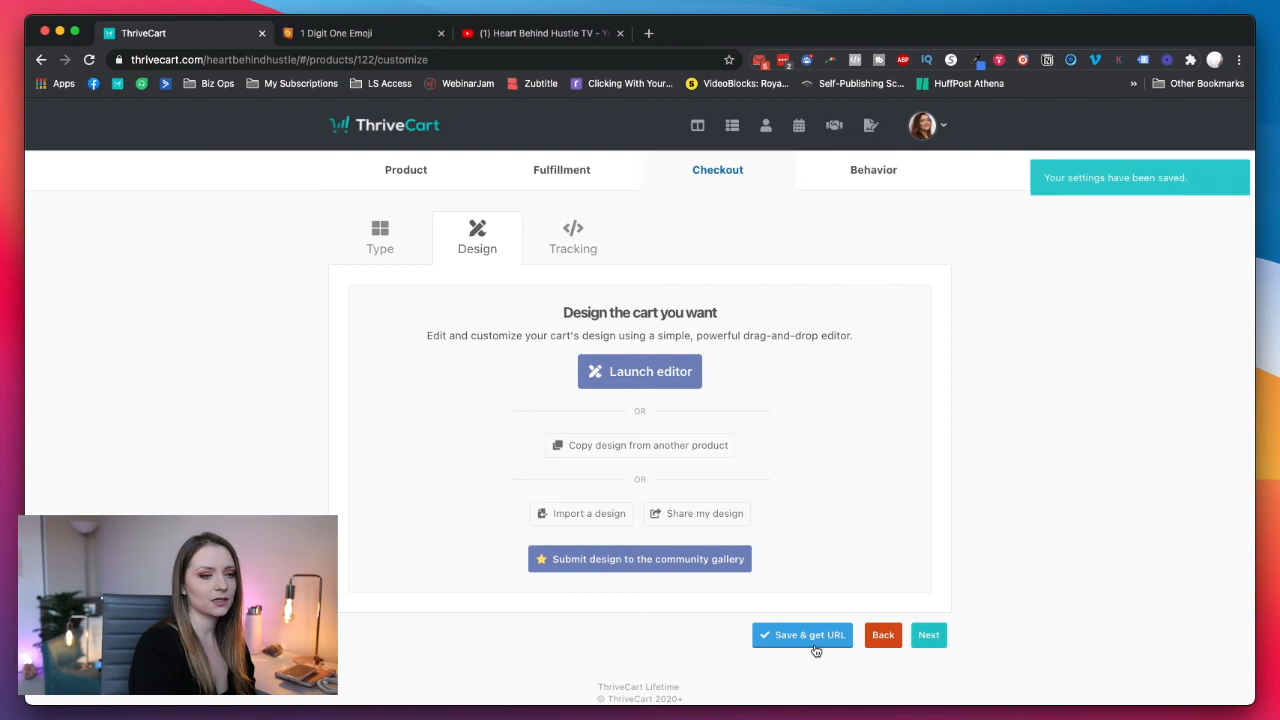 ThriveCart
1 Digit One Emoji
(1) Heart Behind Hustle TV - Y
thrivecart.com/heartbehindhustle/#/products/122/customize
Apps
Biz Ops
My Subscriptions
LS Access
WebinarJam
Zubtitle
Clicking With Your...
VideoBlocks: Roya...
Self-Publishing Sc...
HuffPost Athena
Other Bookmarks
ThriveCart
Product
Fulfillment
Checkout
Behavior
Your settings have been saved.
Type
Design
Tracking
Design the cart you want
Edit and customize your cart's design using a simple, powerful drag-and-drop editor.
Launch editor
OR
Copy design from another product
OR
Import a design
Share my design
Submit design to the community gallery
Save & get URL
Back
Next
ThriveCart Lifetime
© ThriveCart 2020+